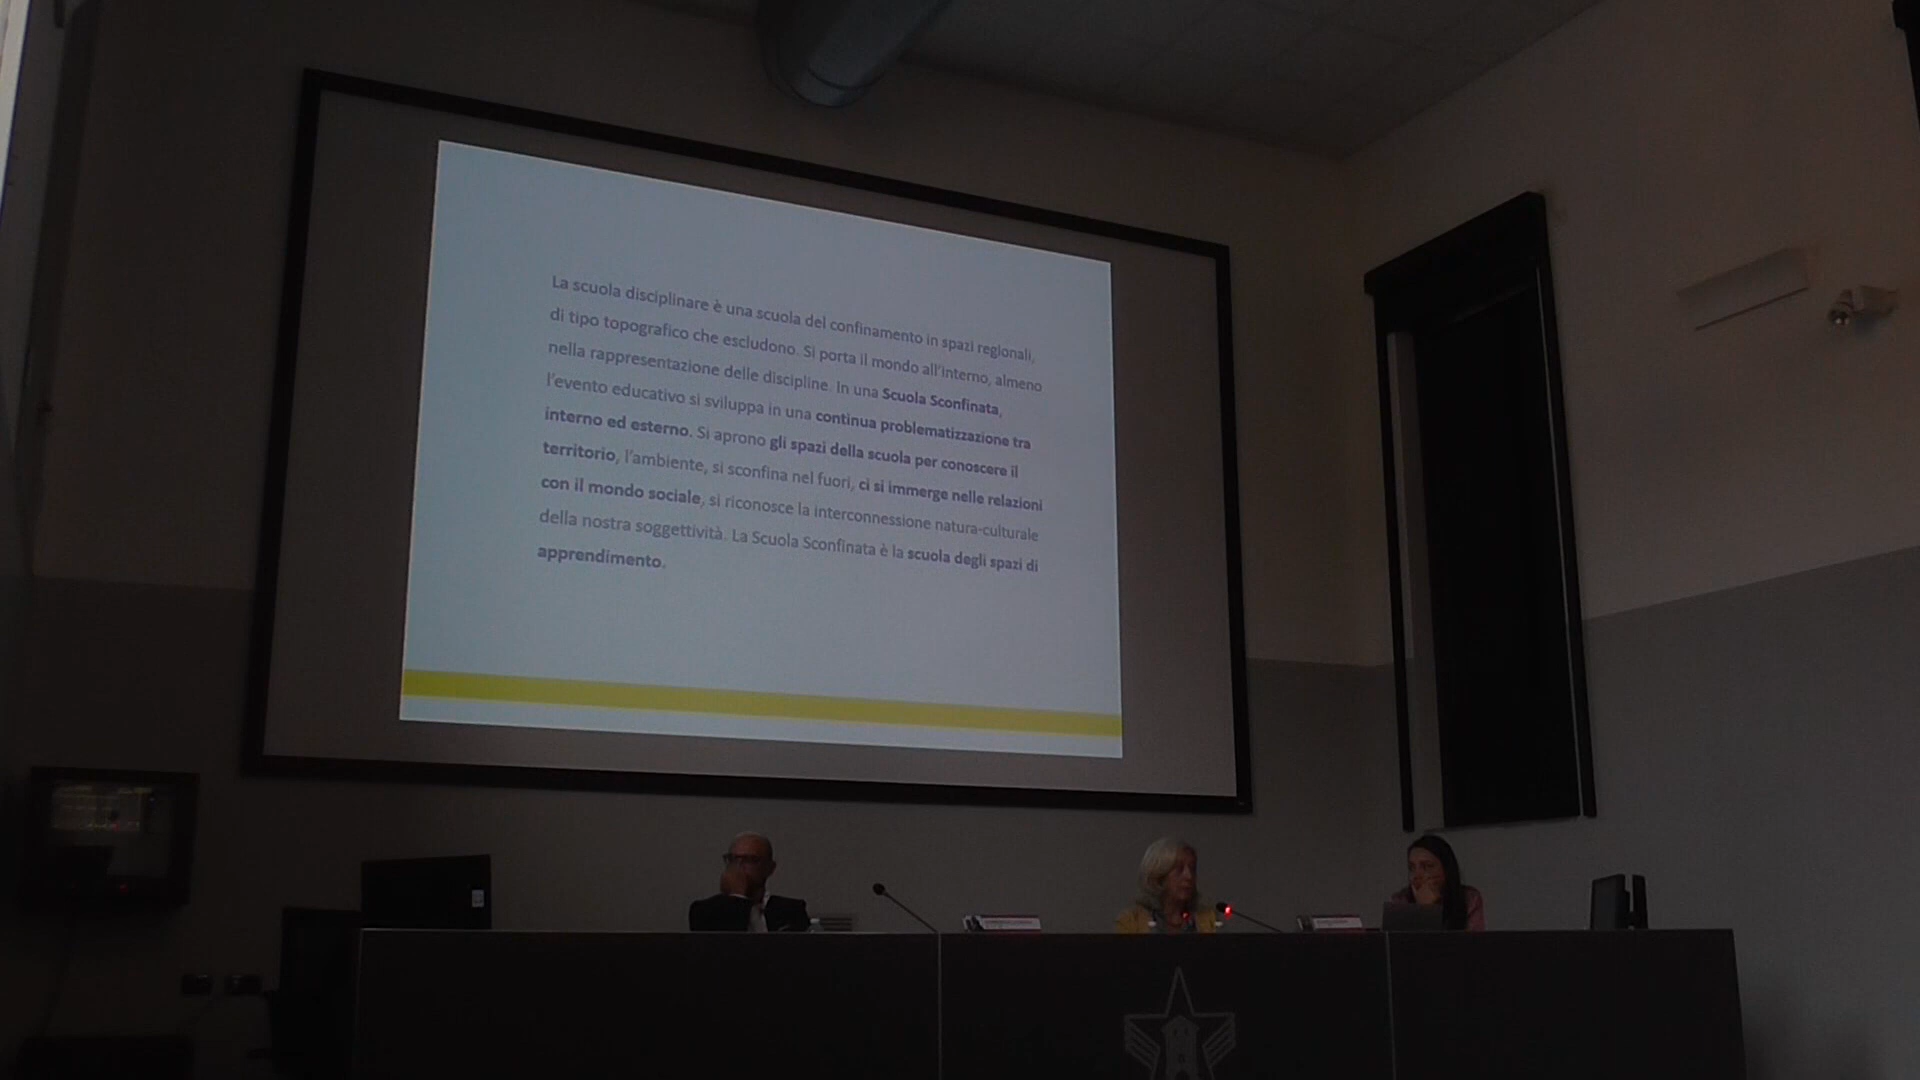 La scuola disciplinare è una scuola del confinamento in spazi regionali,
di tipo topografico che escludono. Si porta il mondo all'interno, almeno
nella rappresentazione delle discipline. In una Scuola Sconfinata,
l'evento educativo si sviluppa in una continua problematizzazione tra
interno ed esterno. Si aprono gli spazi della scuola per conoscere il
territorio, l'ambiente, si sconfina nel fuori, ci si immerge nelle relazioni
con il mondo sociale, si riconosce la interconnessione natura-culturale
della nostra soggettività. La Scuola Sconfinata è la scuola degli spazi di
apprendimento.